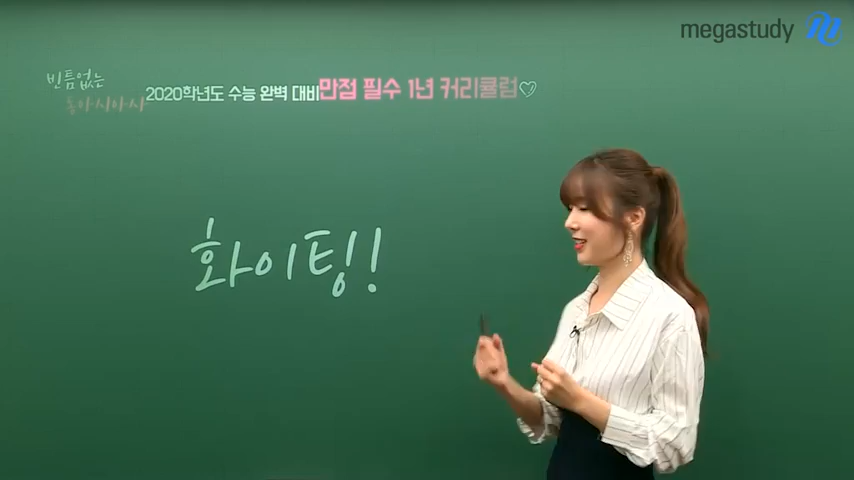 megastudy
빈틈없는
동아시아사
2020학년도 수능 완벽 대비 만점 필수 1년 커리큘럼♡
화이팅!